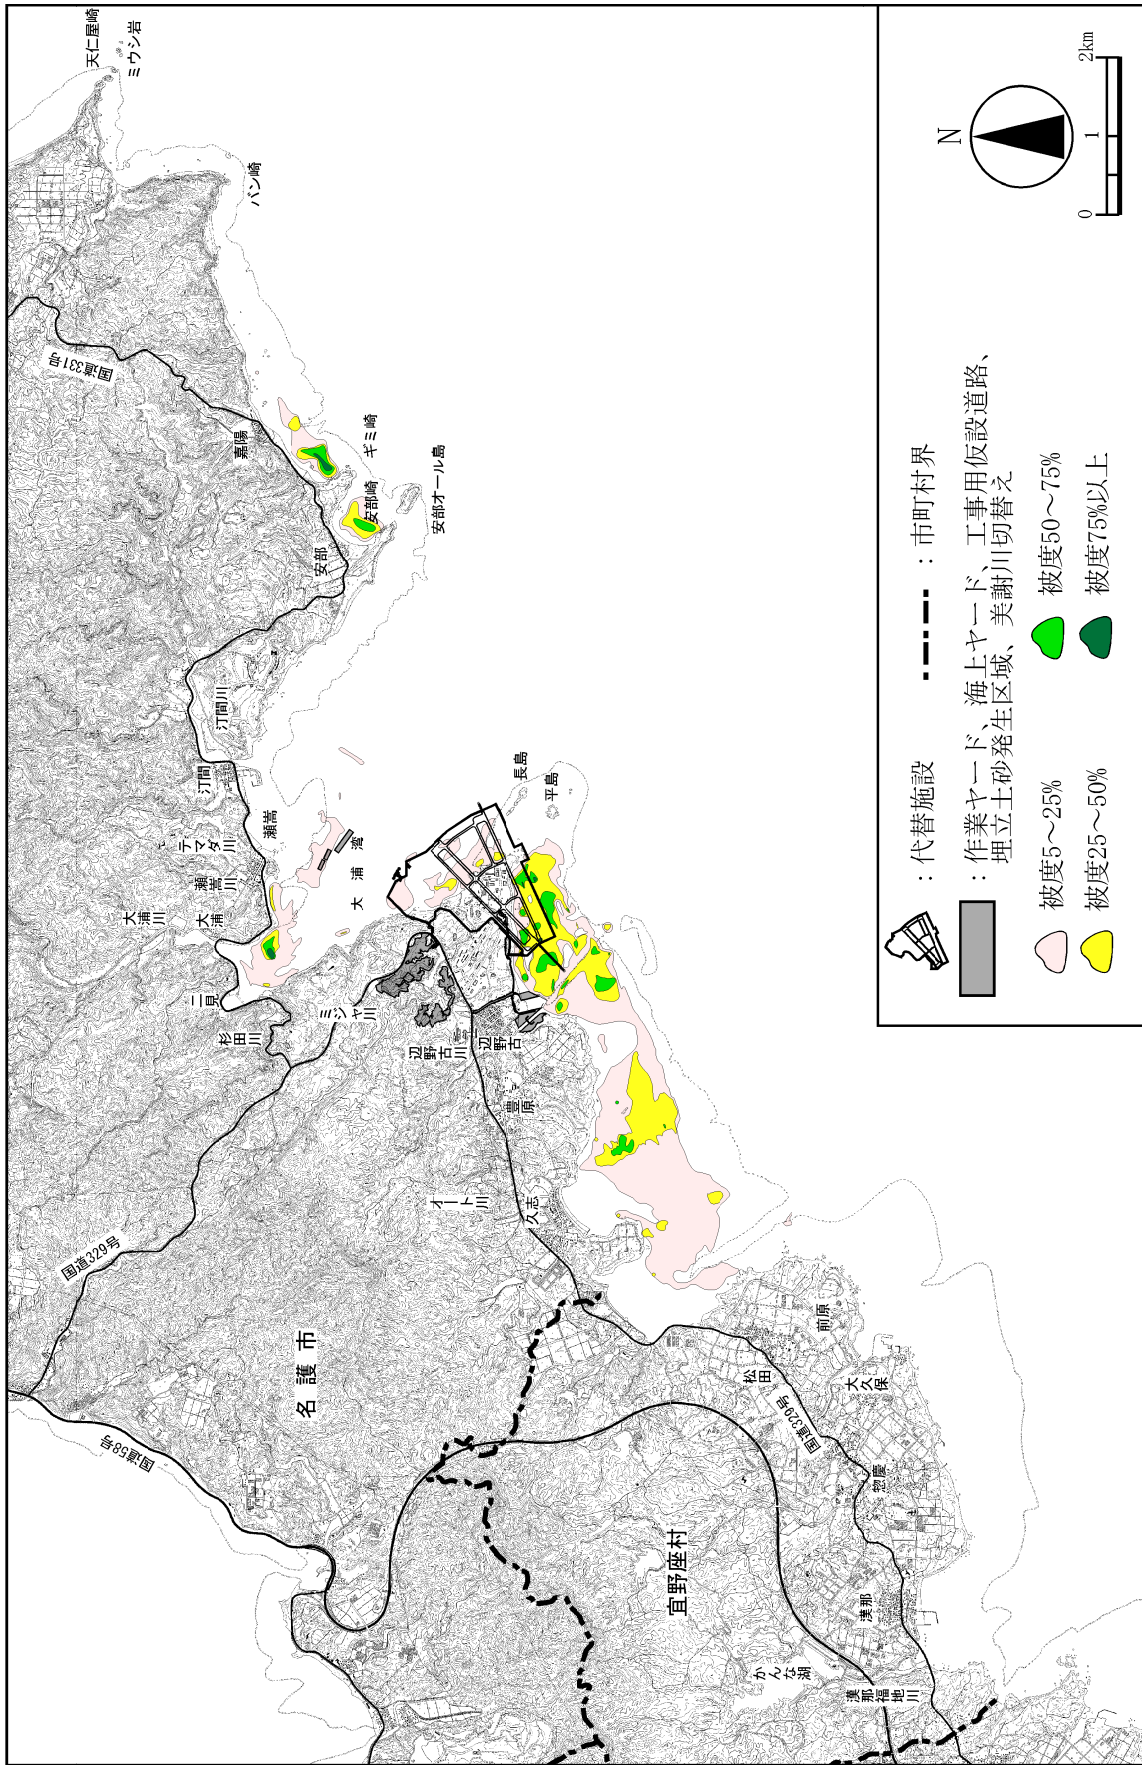 天仁屋崎
ミウシ岩
バン崎
国道331号
嘉陽
ギミ崎
安部崎
安部オール島
安部
汀間川
汀間
テマダ川
瀬嵩
瀬嵩川
大浦川
大浦
大浦湾
二見
杉田川
ミジャ川
長島
平島
辺野古川
辺野古
豊原
オート川
久志
国道329号
名護市
国道58号
前原
松田
大久保
国道329号
惣慶
宜野座村
漢那
かんな湖
漢那福地川
N
0 1 2km
：代替施設
：市町村界
：作業ヤード、海上ヤード、工事用仮設道路、
埋立土砂発生区域、美謝川切替え
被度5～25%
被度50～75%
被度25～50%
被度75%以上